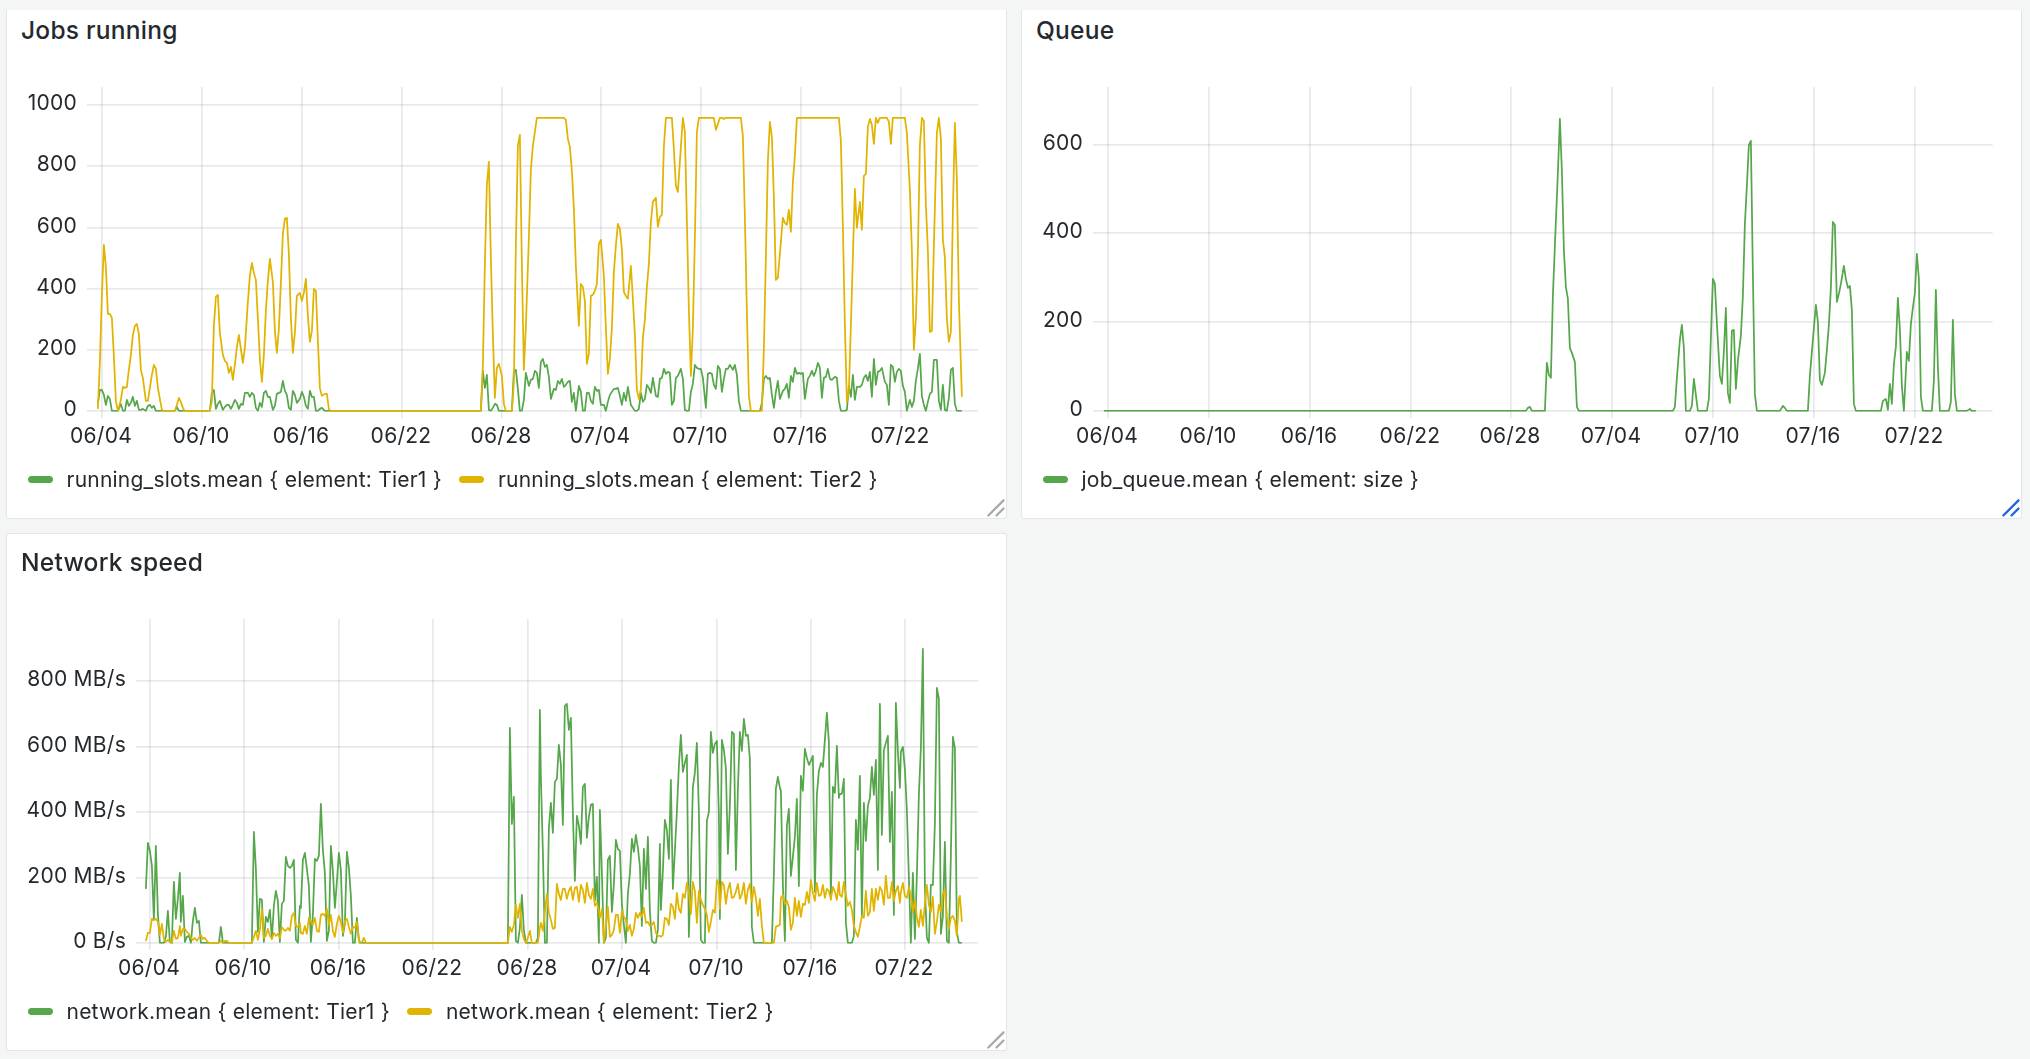 Jobs running
1000
800
600
400
200
0
06/04 06/10 06/16 06/22 06/28 07/04 07/10 07/16 07/22
running_slots.mean { element: Tier1 } running_slots.mean { element: Tier2 }
Queue
600
400
200
0
06/04 06/10 06/16 06/22 06/28 07/04 07/10 07/16 07/22
job_queue.mean { element: size }
Network speed
800 MB/s
600 MB/s
400 MB/s
200 MB/s
0 B/s
06/04 06/10 06/16 06/22 06/28 07/04 07/10 07/16 07/22
network.mean { element: Tier1 } network.mean { element: Tier2 }